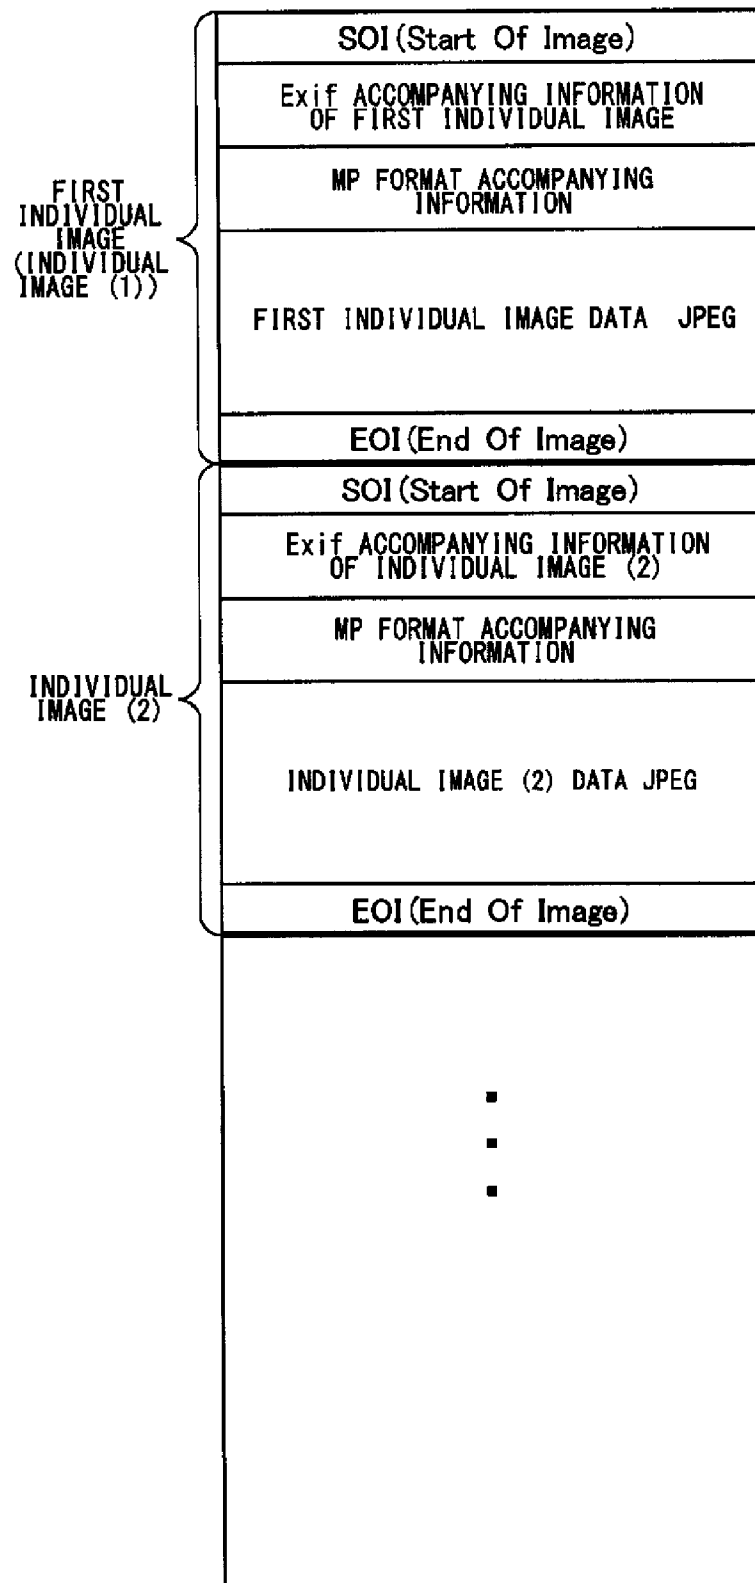 SOI(Start Of Image)
Exif ACCOMPANYING INFORMATION
OF FIRST INDIVIDUAL IMAGE
MP FORMAT ACCOMPANYING
INFORMATION
FIRST
INDIVIDUAL
IMAGE
(INDIVIDUAL
IMAGE (1))
FIRST INDIVIDUAL IMAGE DATA JPEG
EOI(End Of Image)
SOI(Start Of Image)
Exif ACCOMPANYING INFORMATION
OF INDIVIDUAL IMAGE (2)
MP FORMAT ACCOMPANYING
INFORMATION
INDIVIDUAL
IMAGE (2)
INDIVIDUAL IMAGE (2) DATA JPEG
EOI(End Of Image)